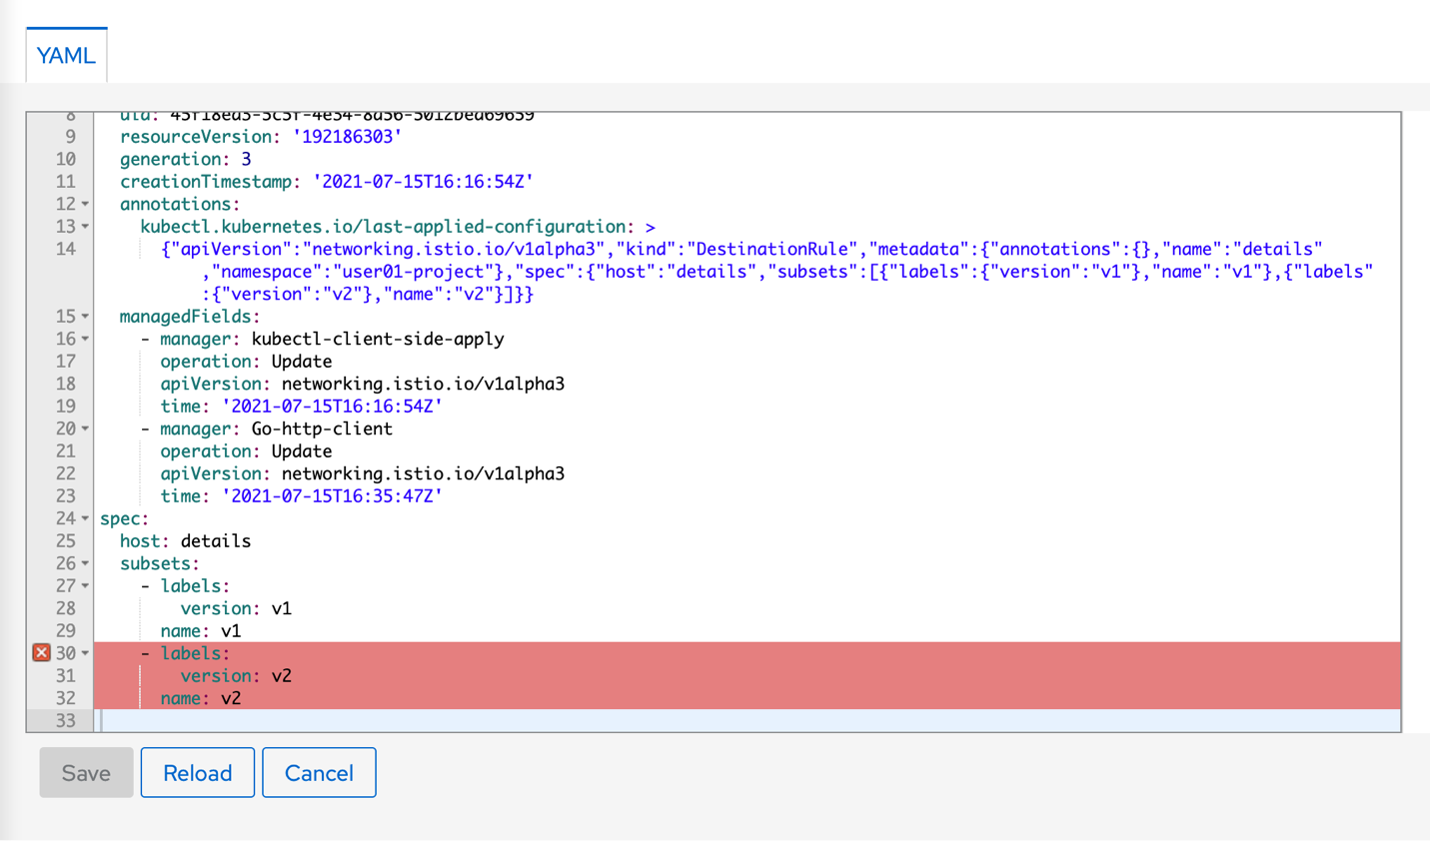 YAML
8 uid: 45f18ea3-5c5f-4e34-8d56-5012bea69659
9 resourceVersion: '192186303'
10 generation: 3
11 creationTimestamp: '2021-07-15T16:16:54Z'
12 annotations:
13 kubectl.kubernetes.io/last-applied-configuration: >
14 {"apiVersion":"networking.istio.io/v1alpha3","kind":"DestinationRule","metadata":{"annotations":{},"name":"details"
,"namespace":"user01-project"},"spec":{"host":"details","subsets":[{"labels":{"version":"v1"},"name":"v1"},{"labels"
:{"version":"v2"},"name":"v2"}]}}
15 managedFields:
16 - manager: kubectl-client-side-apply
17 operation: Update
18 apiVersion: networking.istio.io/v1alpha3
19 time: '2021-07-15T16:16:54Z'
20 - manager: Go-http-client
21 operation: Update
22 apiVersion: networking.istio.io/v1alpha3
23 time: '2021-07-15T16:35:47Z'
24 spec:
25 host: details
26 subsets:
27 - labels:
28 version: v1
29 name: v1
30 - labels:
31 version: v2
32 name: v2
33
Save Reload Cancel